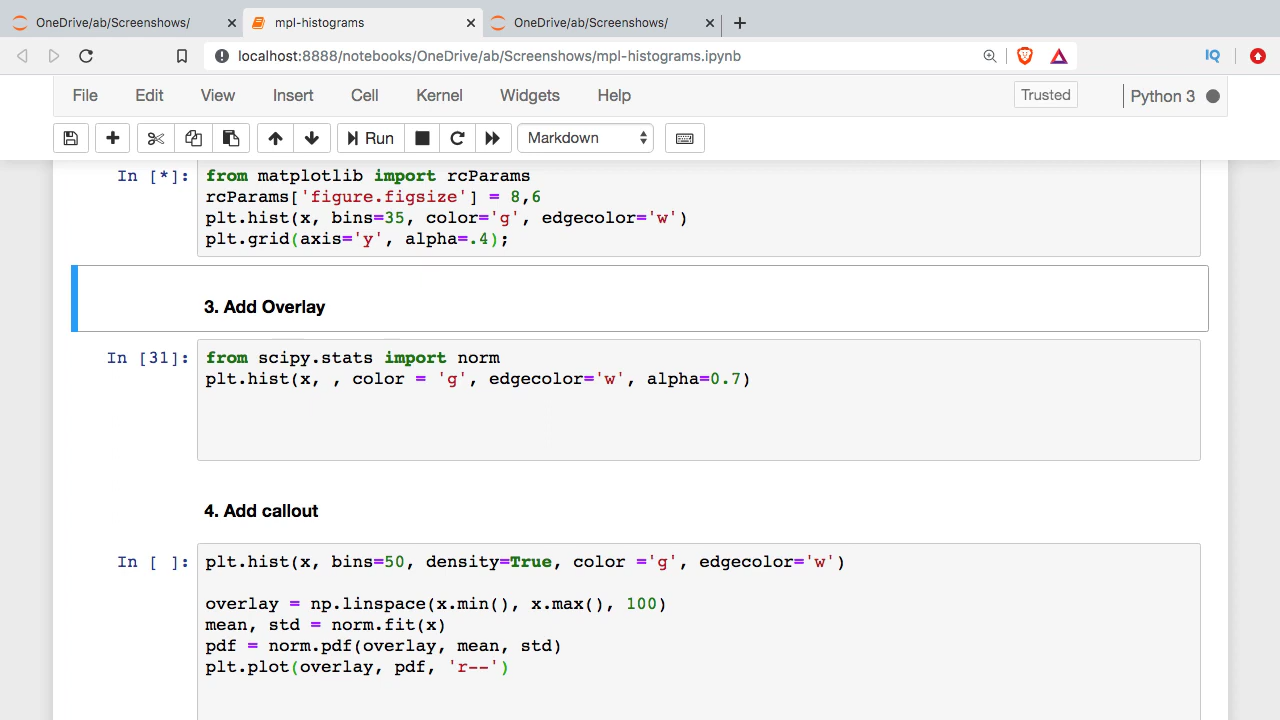 OneDrive/ab/Screenshows/
mpl-histograms
OneDrive/ab/Screenshows/
localhost:8888/notebooks/OneDrive/ab/Screenshows/mpl-histograms.ipynb
IQ
File Edit View Insert Cell Kernel Widgets Help Trusted Python 3
Run Markdown
In [*]: from matplotlib import rcParams
rcParams['figure.figsize'] = 8,6
plt.hist(x, bins=35, color='g', edgecolor='w')
plt.grid(axis='y', alpha=.4);
3. Add Overlay
In [31]: from scipy.stats import norm
plt.hist(x, , color = 'g', edgecolor='w', alpha=0.7)
4. Add callout
In [ ]: plt.hist(x, bins=50, density=True, color ='g', edgecolor='w')
overlay = np.linspace(x.min(), x.max(), 100)
mean, std = norm.fit(x)
pdf = norm.pdf(overlay, mean, std)
plt.plot(overlay, pdf, 'r--')